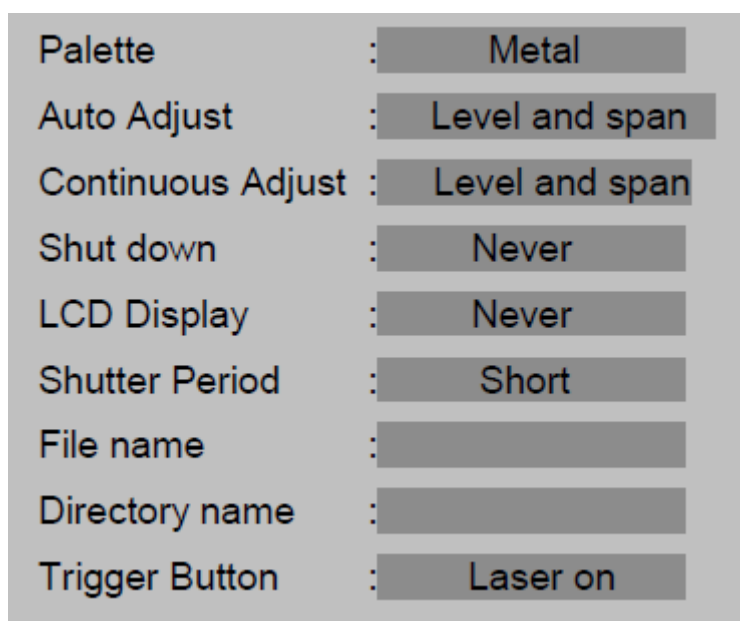 Palette : Metal
Auto Adjust : Level and span
Continuous Adjust : Level and span
Shut down : Never
LCD Display : Never
Shutter Period : Short
File name :
Directory name :
Trigger Button : Laser on